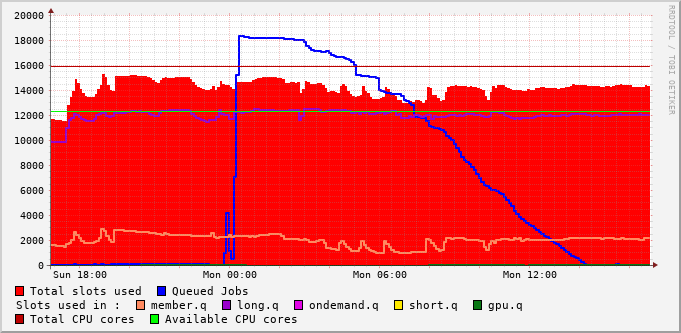 RRDTOOL / TOBI OETIKER
20000
18000
16000
14000
12000
10000
8000
6000
4000
2000
0
Sun 18:00 Mon 00:00 Mon 06:00 Mon 12:00
Total slots used Queued Jobs
Slots used in : member.q long.q ondemand.q short.q gpu.q
Total CPU cores Available CPU cores